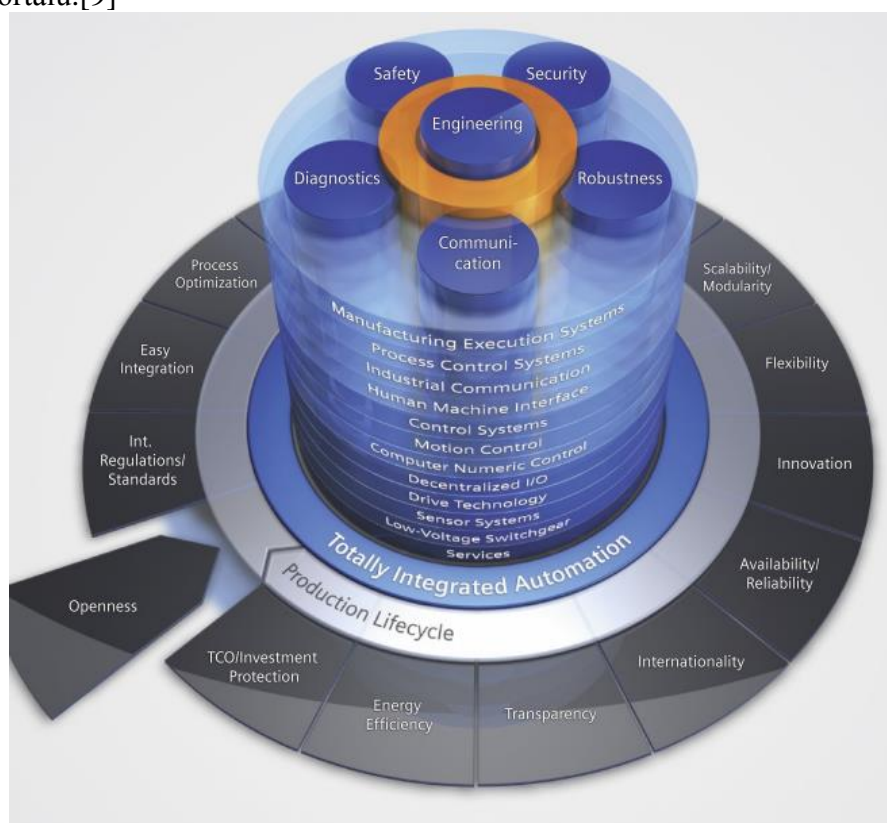 Safety
Security
Engineering
Diagnostics
Robustness
Communi-
cation
Manufacturing Execution Systems
Process Control Systems
Industrial Communication
Human Machine Interface
Control Systems
Motion Control
Computer Numeric Control
Decentralized I/O
Drive Technology
Sensor Systems
Low-Voltage Switchgear
Services
Totally Integrated Automation
Production Lifecycle
Process
Optimization
Easy
Integration
Int.
Regulations/
Standards
Openness
TCO/Investment
Protection
Energy
Efficiency
Transparency
Internationality
Availability/
Reliability
Innovation
Flexibility
Scalability/
Modularity